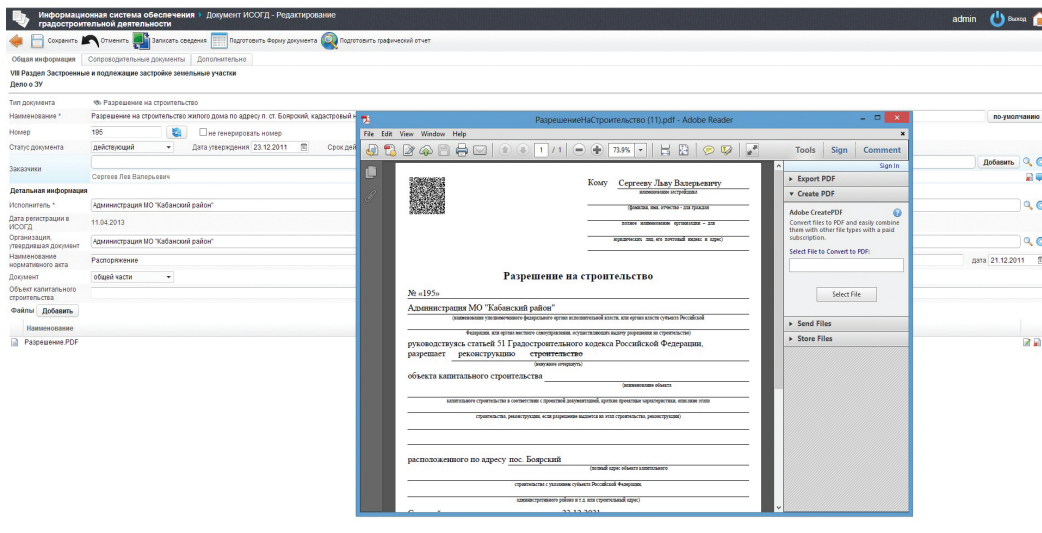 Информационная система обеспечения градостроительной деятельности
Документ ИСОГД - Редактирование
admin Выход
Сохранить Отменить Записать сведения Подготовить форму документа Подготовить графический отчет
Общая информация Сопроводительные документы Дополнительно
VIII Раздел Застроенные и подлежащие застройке земельные участки
Дело о ЗУ
Тип документа Разрешение на строительство
Наименование * Разрешение на строительство жилого дома по адресу п. ст. Боярский, кадастровый по-умолчанию
Номер 195 не генерировать номер
Статус документа действующий Дата утверждения 23.12.2011 Срок дей
Заказчики Добавить
Сергеев Лев Валерьевич
Детальная информация
Исполнитель * Администрация МО "Кабанский район"
Дата регистрации в ИСОГД 11.04.2013
Организация, утвердившая документ Администрация МО "Кабанский район"
Наименование нормативного акта Распоряжение дата 21.12.2011
Документ общей части
Объект капитального строительства
Файлы Добавить
Наименование
Разрешение.PDF
РазрешениеНаСтроительство (11).pdf - Adobe Reader
File Edit View Window Help
1 / 1 73.9% Tools Sign Comment
Sign In
Export PDF
Create PDF
Adobe CreatePDF
Convert files to PDF and easily combine
them with other file types with a paid
subscription.
Select File to Convert to PDF:
Select File
Send Files
Store Files
Кому Сергееву Льву Валерьевичу
наименование застройщика
(фамилия, имя, отчество - для граждан
полное наименование организации – для
юридических лиц, его почтовый индекс и адрес)
Разрешение на строительство
№ «195»
Администрация МО "Кабанский район"
(наименование уполномоченного федерального органа исполнительной власти, или органа власти субъекта Российской
Федерации, или органа местного самоуправления, осуществляющих выдачу разрешения на строительство)
руководствуясь статьей 51 Градостроительного кодекса Российской Федерации,
разрешает реконструкцию строительство
(ненужное зачеркнуть)
объекта капитального строительства
(наименование объекта
капитального строительства в соответствии с проектной документацией, краткие проектные характеристики, описание этапа
строительства, реконструкции, если разрешение выдается на этап строительства, реконструкции)
расположенного по адресу пос. Боярский
(полный адрес объекта капитального
строительства с указанием субъекта Российской Федерации,
административного района и т.д. или строительный адрес)